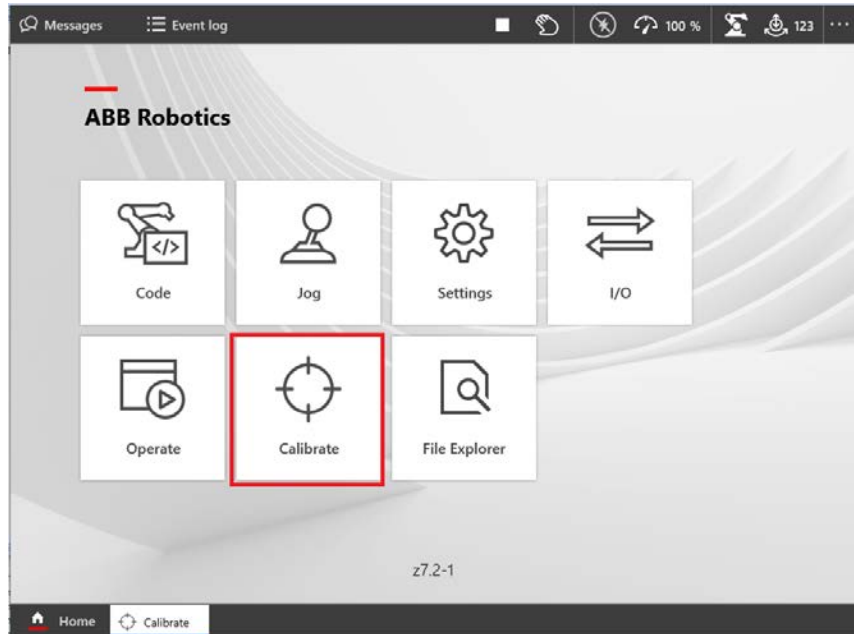 Messages Event log 100 % 123 ...
ABB Robotics
Code Jog Settings I/O
</>
Operate Calibrate File Explorer
z7.2-1
Home Calibrate